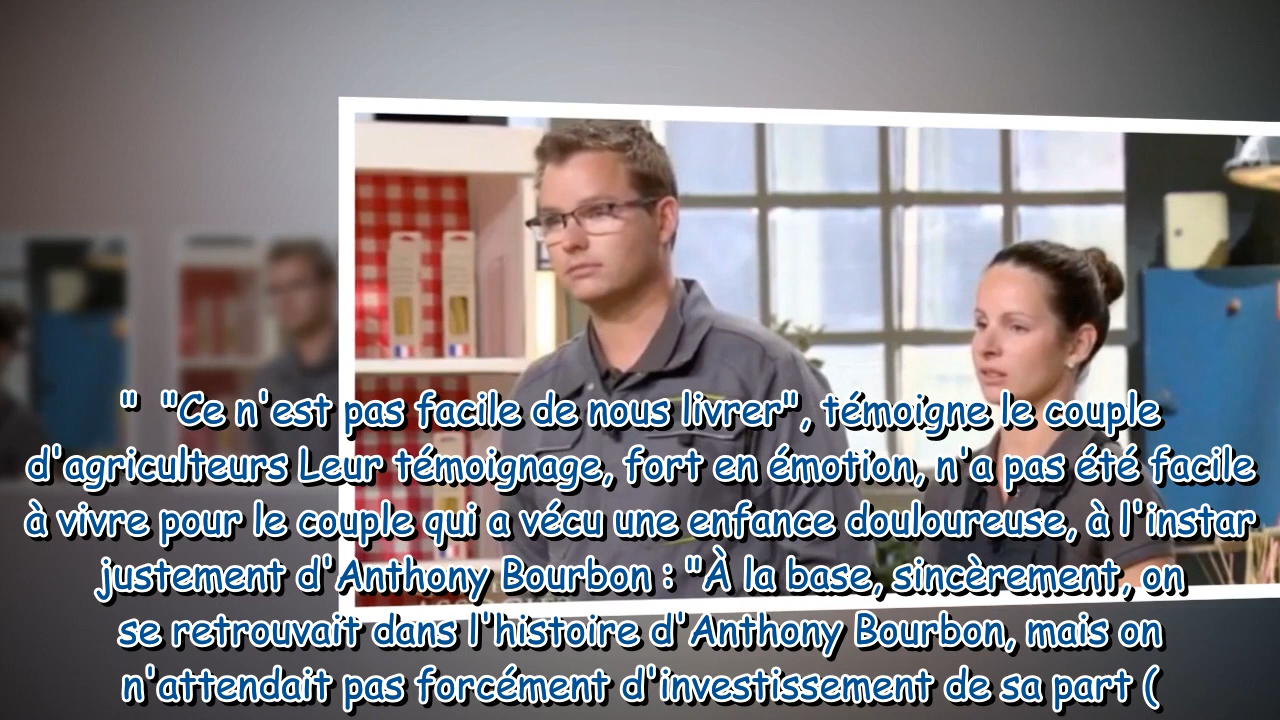 " "Ce n'est pas facile de nous livrer", témoigne le couple
d'agriculteurs Leur témoignage, fort en émotion, n'a pas été facile
à vivre pour le couple qui a vécu une enfance douloureuse, à l'instar
justement d'Anthony Bourbon : "À la base, sincèrement, on
se retrouvait dans l'histoire d'Anthony Bourbon, mais on
n'attendait pas forcément d'investissement de sa part (